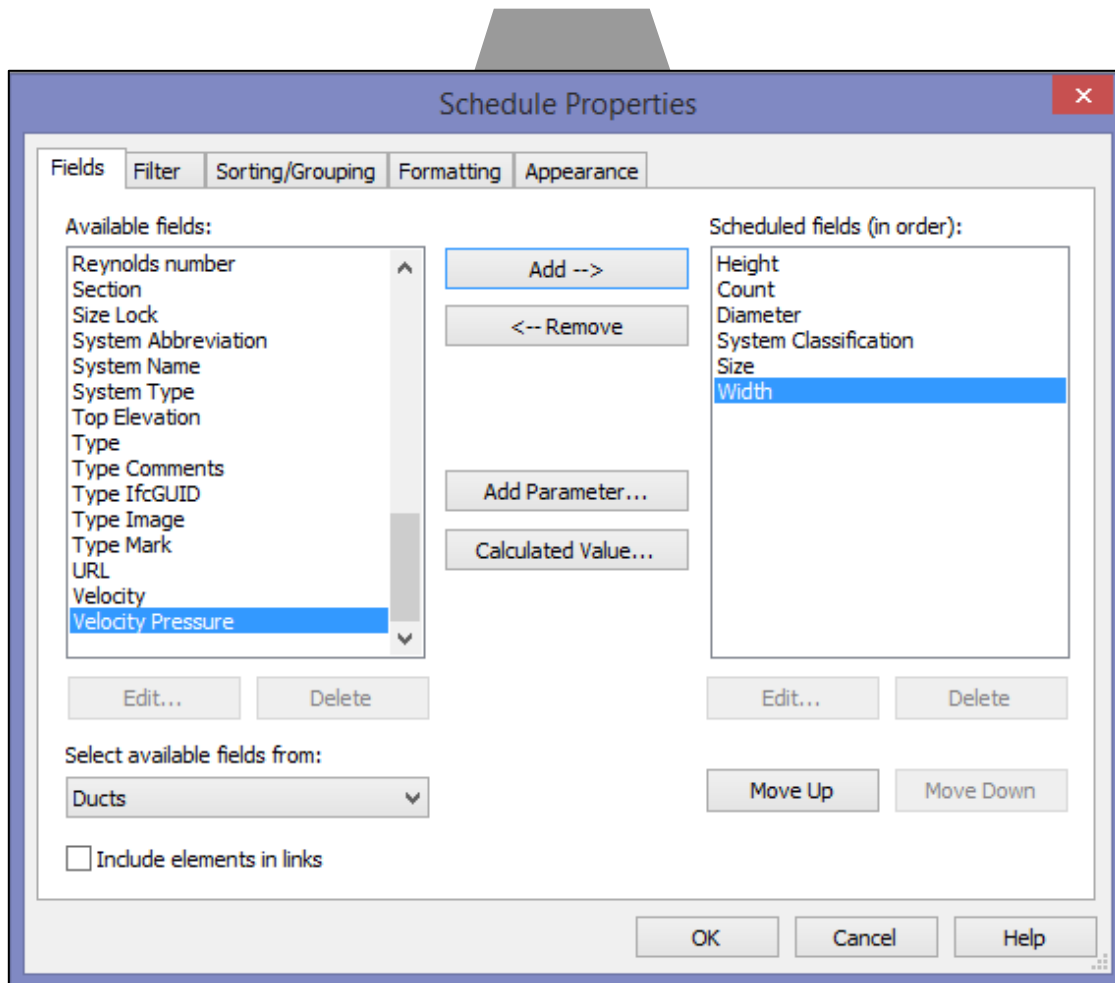 Schedule Properties
Fields Filter Sorting/Grouping Formatting Appearance
Available fields:
Reynolds number
Section
Size Lock
System Abbreviation
System Name
System Type
Top Elevation
Type
Type Comments
Type IfcGUID
Type Image
Type Mark
URL
Velocity
Velocity Pressure
Edit... Delete
Select available fields from:
Ducts
Include elements in links
Add -->
<-- Remove
Add Parameter...
Calculated Value...
Scheduled fields (in order):
Height
Count
Diameter
System Classification
Size
Width
Edit... Delete
Move Up Move Down
OK Cancel Help